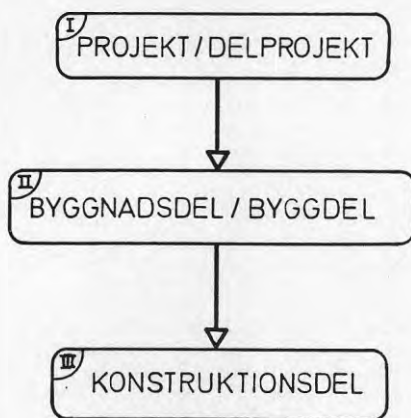 I
PROJEKT/DELPROJEKT
II
BYGGNADSDEL / BYGGDEL
III
KONSTRUKTIONSDEL